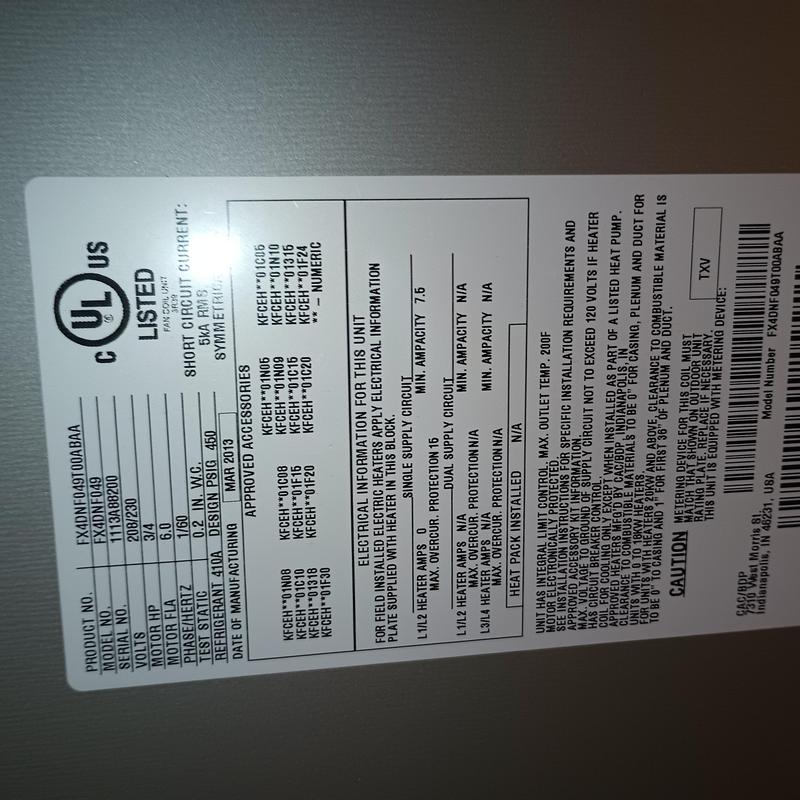 PRODUCT NO. FX4DNF049T00ABAA
MODEL NO. FX4DNF049
SERIAL NO. 1113A88200
VOLTS 208/230
MOTOR HP 3/4
MOTOR FLA 6.0
PHASE/HERTZ 1/60
TEST STATIC 0.2 IN. W.C.
REFRIGERANT 410A DESIGN PSIG 450
DATE OF MANUFACTURING MAR 2013
C UL US
®
LISTED
FAN COIL UNIT
3R39
SHORT CIRCUIT CURRENT:
5KA RMS
SYMMETRICAL
APPROVED ACCESSORIES
KFCEH**01N08 KFCEH**01C08 KFCEH**01N06 KFCEH**01C05
KFCEH**01C10 KFCEH**01F15 KFCEH**01N09 KFCEH**01N10
KFCEH**0131B KFCEH**01F20 KFCEH**01C15 KFCEH**01315
KFCEH**01F30 KFCEH**01C20 KFCEH**01F24
** _ NUMERIC
ELECTRICAL INFORMATION FOR THIS UNIT
FOR FIELD INSTALLED ELECTRIC HEATERS APPLY ELECTRICAL INFORMATION
PLATE SUPPLIED WITH HEATER IN THIS BLOCK.
SINGLE SUPPLY CIRCUIT
L1/L2 HEATER AMPS 0 MIN. AMPACITY 7.5
MAX. OVERCUR. PROTECTION 15
DUAL SUPPLY CIRCUIT
L1/L2 HEATER AMPS N/A MIN. AMPACITY N/A
MAX. OVERCUR. PROTECTION N/A
L3/L4 HEATER AMPS N/A MIN. AMPACITY N/A
MAX. OVERCUR. PROTECTION N/A
HEAT PACK INSTALLED N/A
UNIT HAS INTEGRAL LIMIT CONTROL. MAX. OUTLET TEMP. 200F
MOTOR ELECTRONICALLY PROTECTED.
SEE INSTALLATION INSTRUCTIONS FOR SPECIFIC INSTALLATION REQUIREMENTS AND
APPROVED ACCESSORY INFORMATION.
MAX. VOLTAGE TO GROUND OF SUPPLY CIRCUIT NOT TO EXCEED 120 VOLTS IF HEATER
HAS CIRCUIT BREAKER CONTROL.
FOR COOLING ONLY, EXCEPT WHEN INSTALLED AS PART OF A LISTED HEAT PUMP.
APPROVED HEATERS MFG'D BY CAC/BDP, INDIANAPOLIS, IN
CLEARANCE TO COMBUSTIBLE MATERIALS TO BE 0" FOR CASING, PLENUM AND DUCT FOR
UNITS WITH 0 TO 18KW HEATERS.
FOR UNITS WITH HEATERS 20KW AND ABOVE, CLEARANCE TO COMBUSTIBLE MATERIAL IS
TO BE 0" TO CASING AND 1" FOR FIRST 36" OF PLENUM AND DUCT.
CAUTION
METERING DEVICE FOR THIS COIL MUST
MATCH THAT SHOWN ON OUTDOOR UNIT
RATING PLATE, REPLACE IF NECESSARY.
THIS UNIT IS EQUIPPED WITH METERING DEVICE:
TXV
CAC/BDP
7310 West Morris St.
Indianapolis, IN 46231, USA
Model Number FX4DNF049T00ABAA